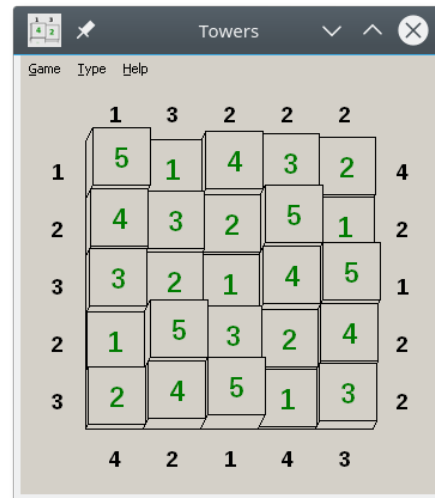 Towers
Game Type Help
1 3 2 2 2
1 5 1 4 3 2 4
2 4 3 2 5 1 2
3 3 2 1 4 5 1
2 1 5 3 2 4 2
3 2 4 5 1 3 2
4 2 1 4 3